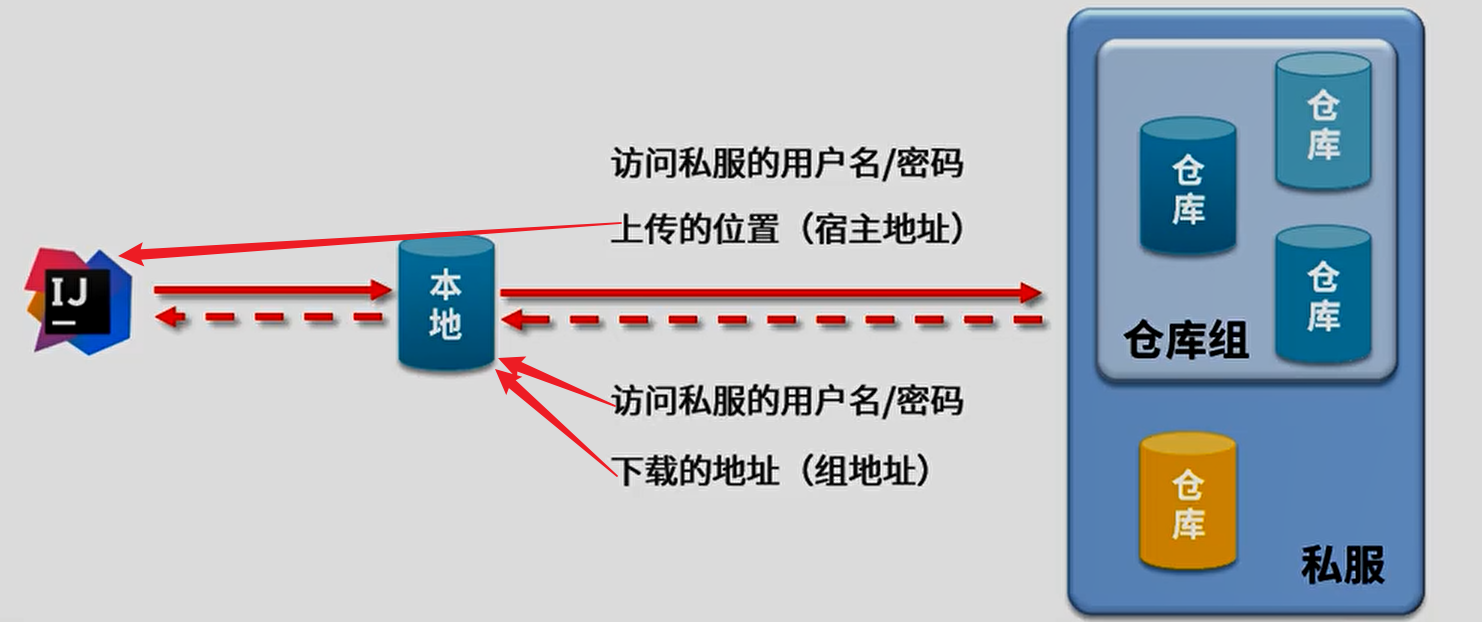 访问私服的用户名/密码
上传的位置（宿主地址）
IJ
本地
访问私服的用户名/密码
下载的地址（组地址）
仓库
仓库
仓库
仓库组
仓库
私服